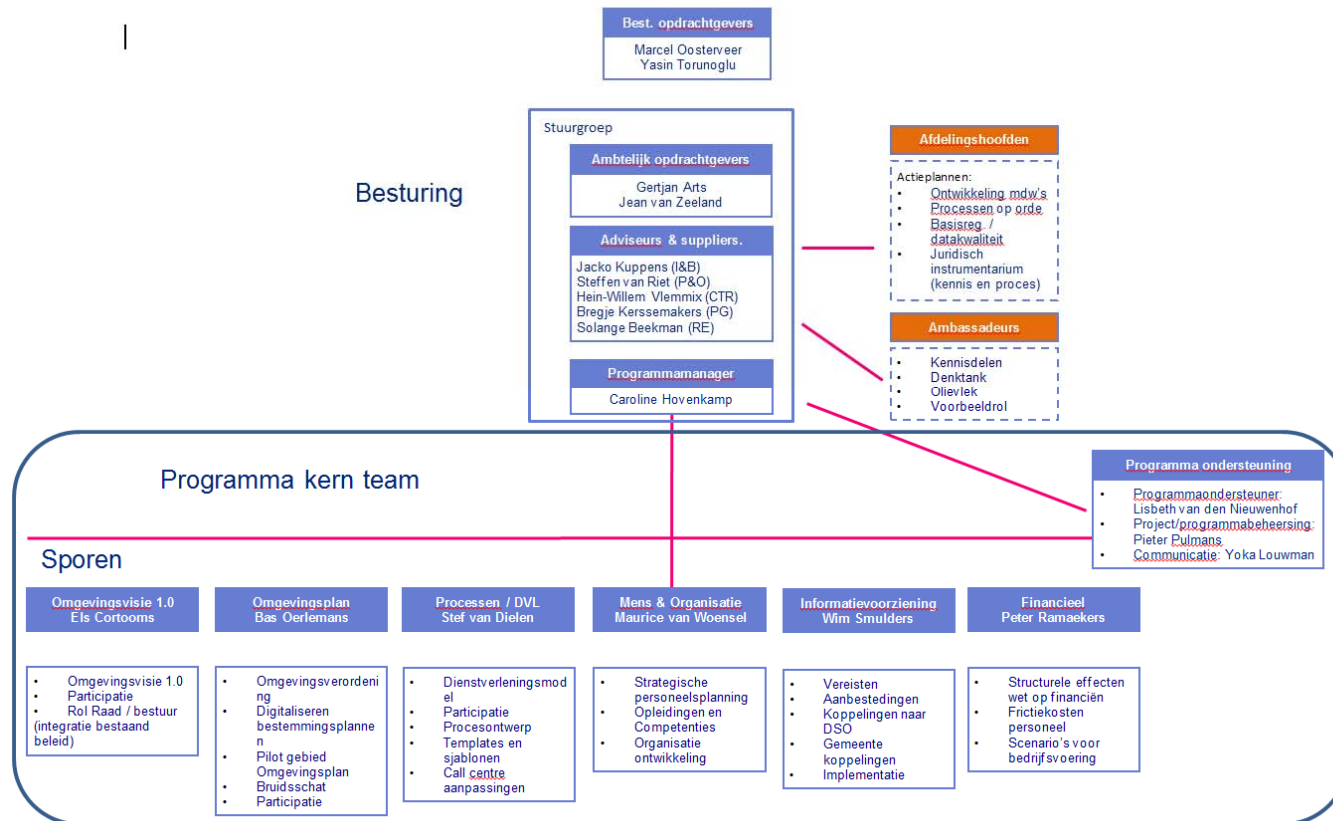 Best. opdrachtgevers
Marcel Oosterveer
Yasin Torunoglu
Besturing
Stuurgroep
Ambtelijk opdrachtgevers
Gertjan Arts
Jean van Zeeland
Adviseurs & suppliers.
Jacko Kuppens (I&B)
Steffen van Riet (P&O)
Hein-Willem Vlemmix (CTR)
Bregje Kerssemakers (PG)
Solange Beekman (RE)
Programmamanager
Caroline Hovenkamp
Afdelingshoofden
Actieplannen:
• Ontwikkeling mdw's
• Processen op orde
• Basisreg. /
datakwaliteit
• Juridisch
instrumentarium
(kennis en proces)
Ambassadeurs
• Kennisdelen
• Denktank
• Olievlek
• Voorbeeldrol
Programma kern team
Programma ondersteuning
• Programmaondersteuner:
Lisbeth van den Nieuwenhof
• Project/programmabeheersing:
Pieter Pulmans
• Communicatie: Yoka Louwman
Sporen
Omgevingsvisie 1.0
Els Cortooms
• Omgevingsvisie 1.0
• Participatie
• Rol Raad / bestuur
(integratie bestaand
beleid)
Omgevingsplan
Bas Oerlemans
• Omgevingsverordening
ing
• Digitaliseren
bestemmingsplanne
n
• Pilot gebied
Omgevingsplan
• Bruidsschat
• Participatie
Processen / DVL
Stef van Dielen
• Dienstverleningsmod
el
• Participatie
• Procesontwerp
• Templates en
sjablonen
• Call centre
aanpassingen
Mens & Organisatie
Maurice van Woensel
• Strategische
personeelsplanning
• Opleidingen en
Competenties
• Organisatie
ontwikkeling
Informatievoorziening
Wim Smulders
• Vereisten
• Aanbestedingen
• Koppelingen naar
DSO
• Gemeente
koppelingen
• Implementatie
Financieel
Peter Ramaekers
• Structurele effecten
wet op financiën
• Frictiekosten
personeel
• Scenario's voor
bedrijfsvoering